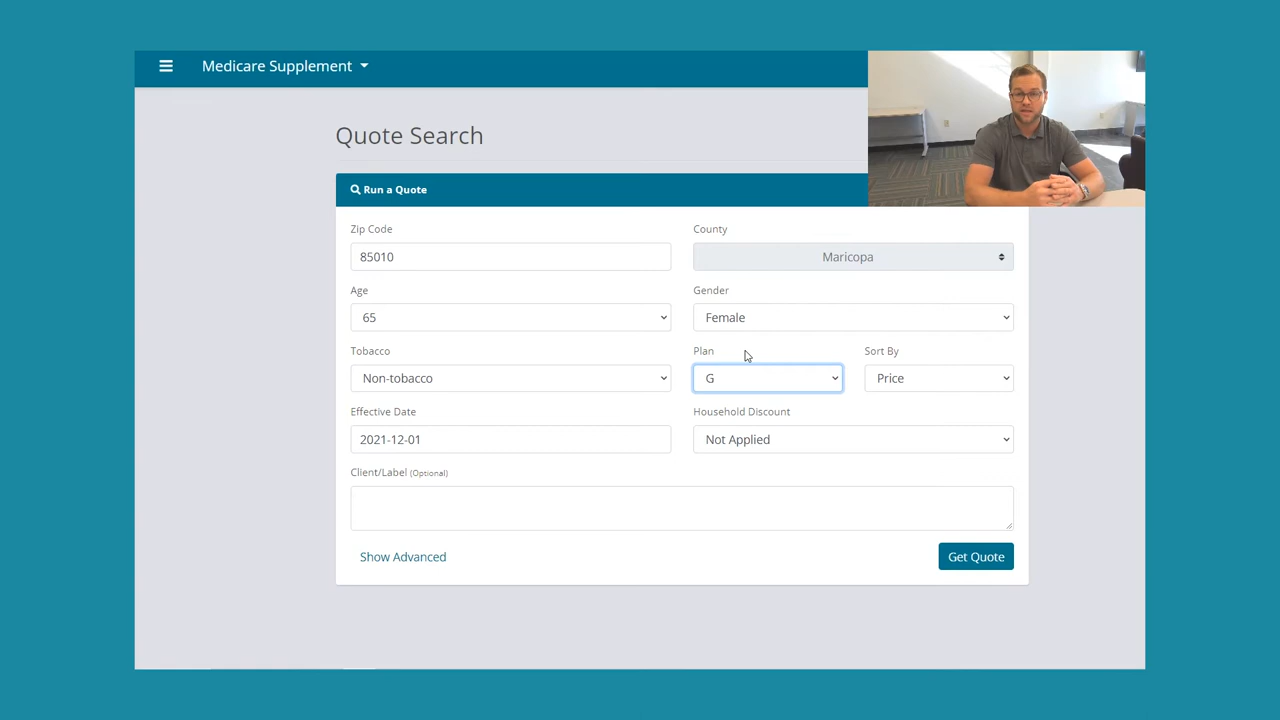 Medicare Supplement
Quote Search
Run a Quote
Zip Code
County
85010
Maricopa
Age
Gender
65
Female
Tobacco
Plan
Sort By
Non-tobacco
G
Price
Effective Date
Household Discount
2021-12-01
Not Applied
Client/Label (Optional)
Show Advanced
Get Quote